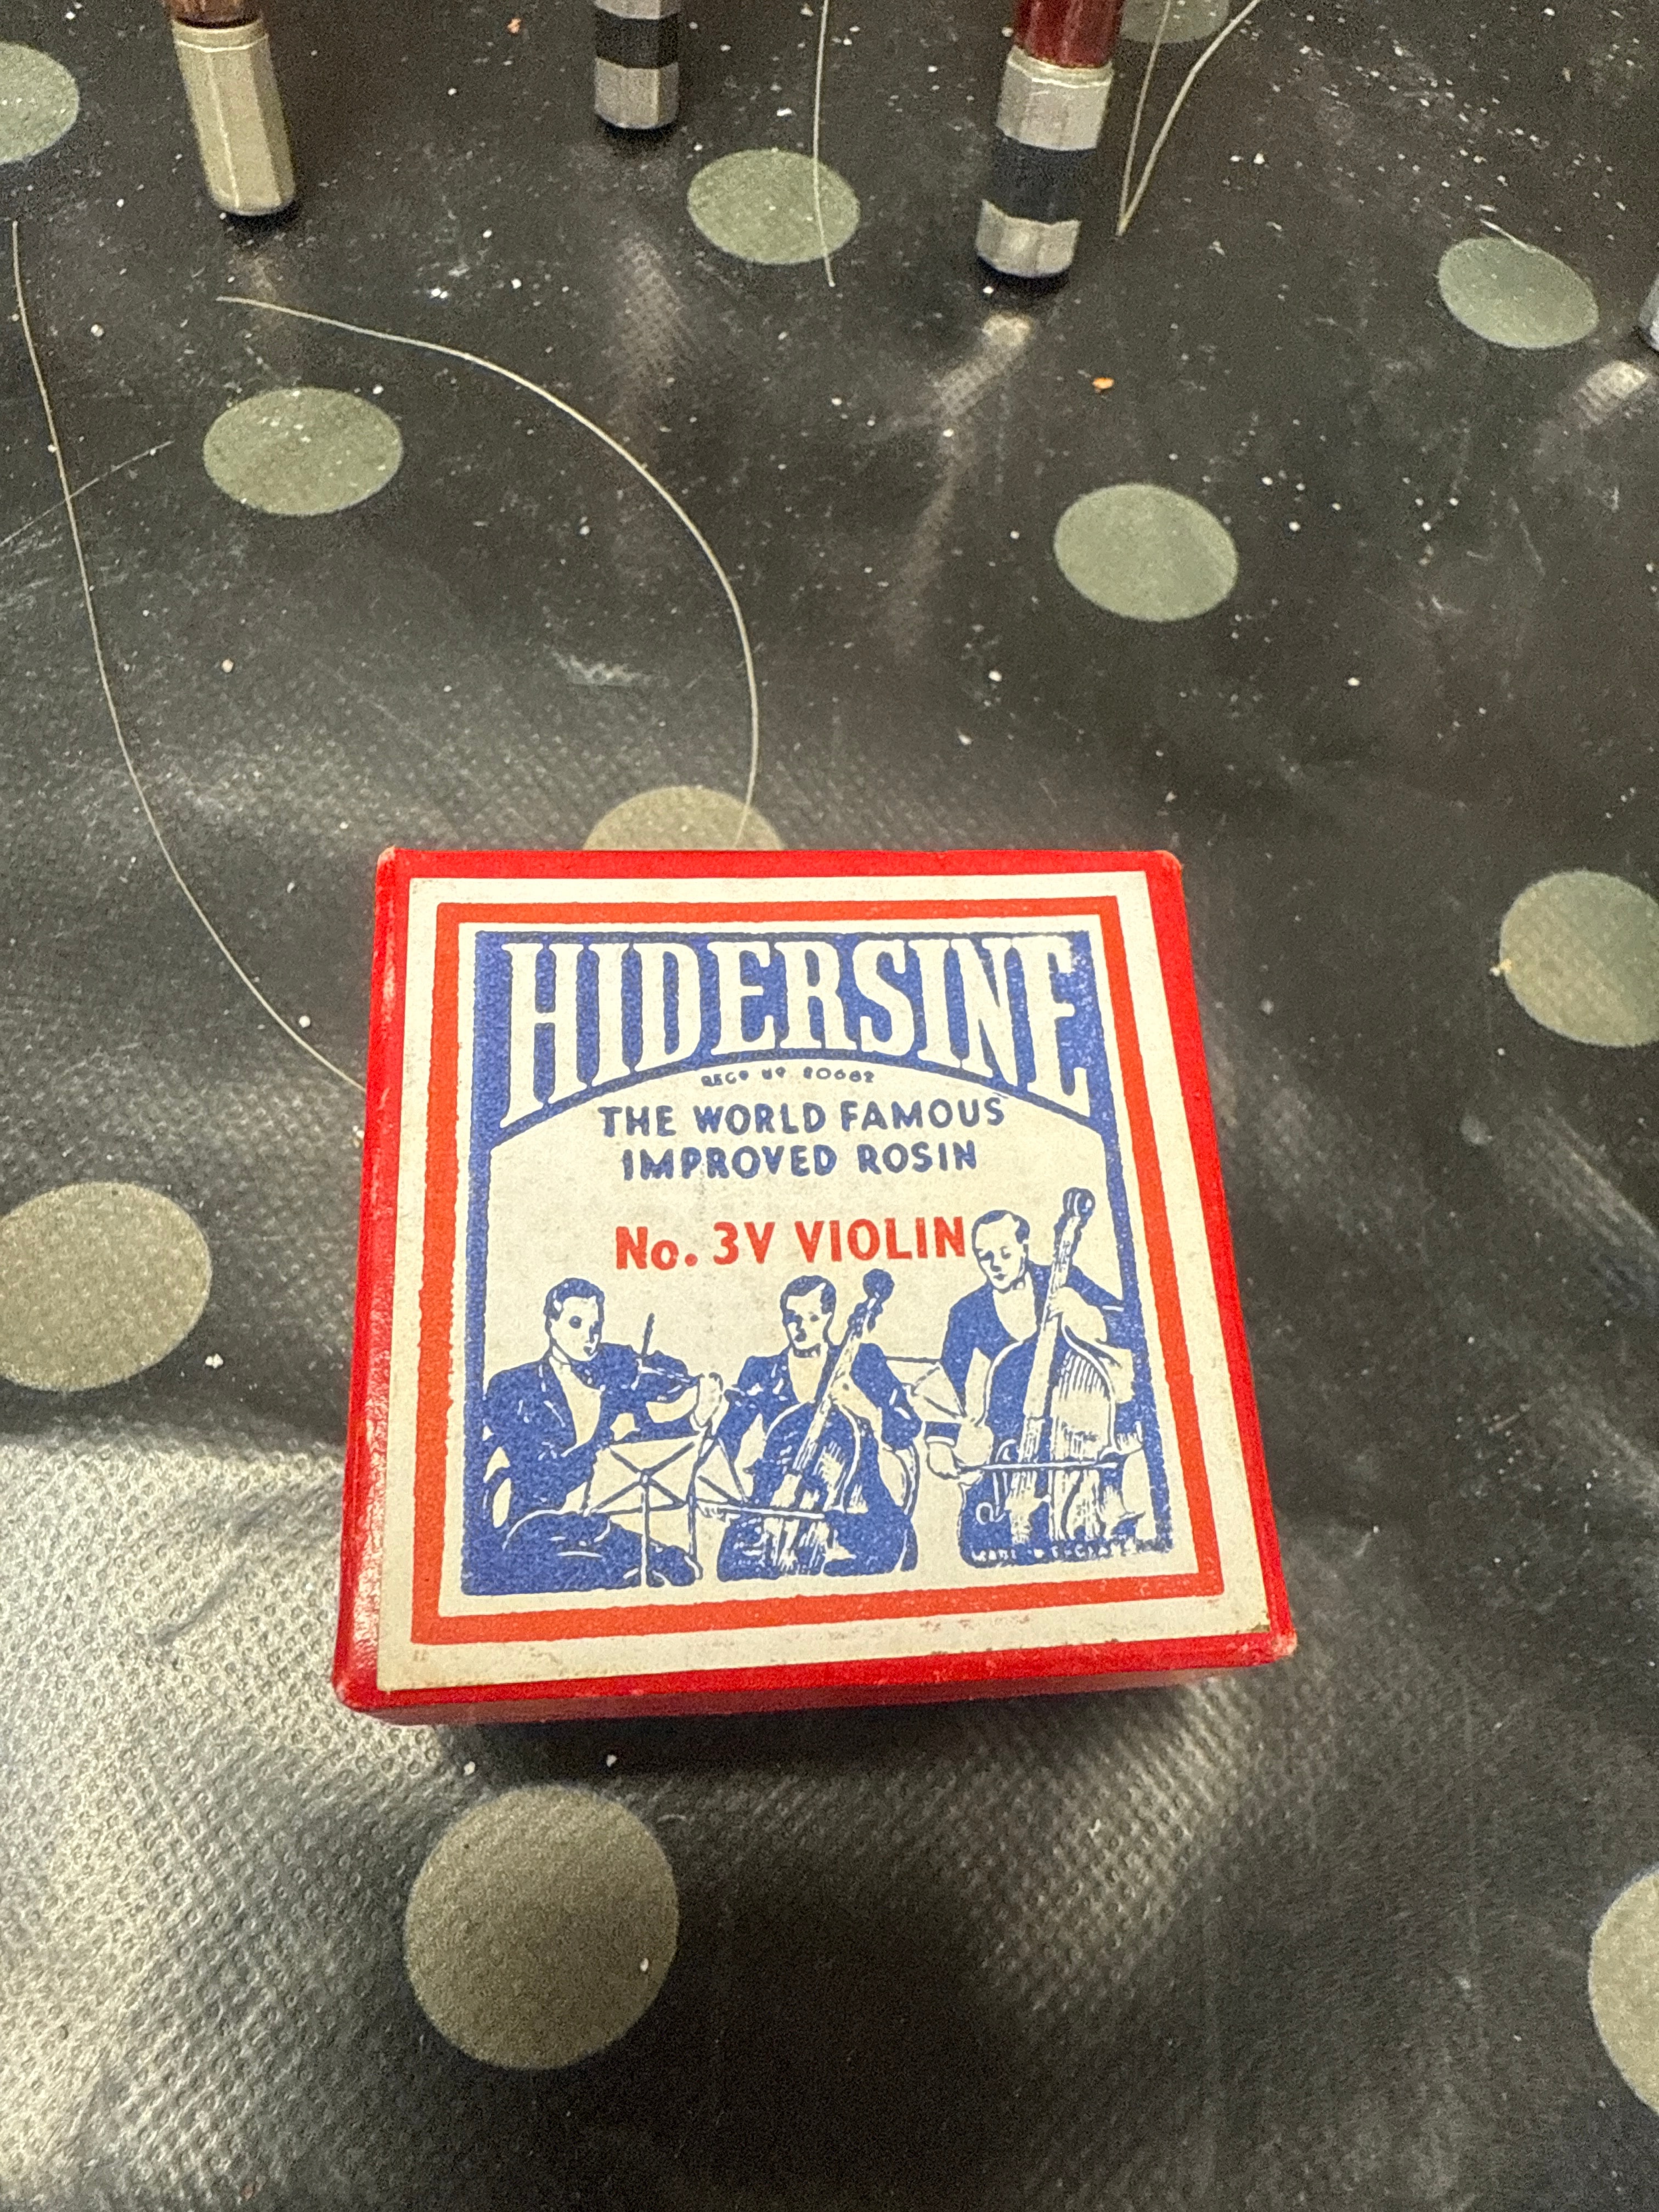 HIDERSINE
THE WORLD FAMOUS
IMPROVED ROSIN
No. 3V VIOLIN